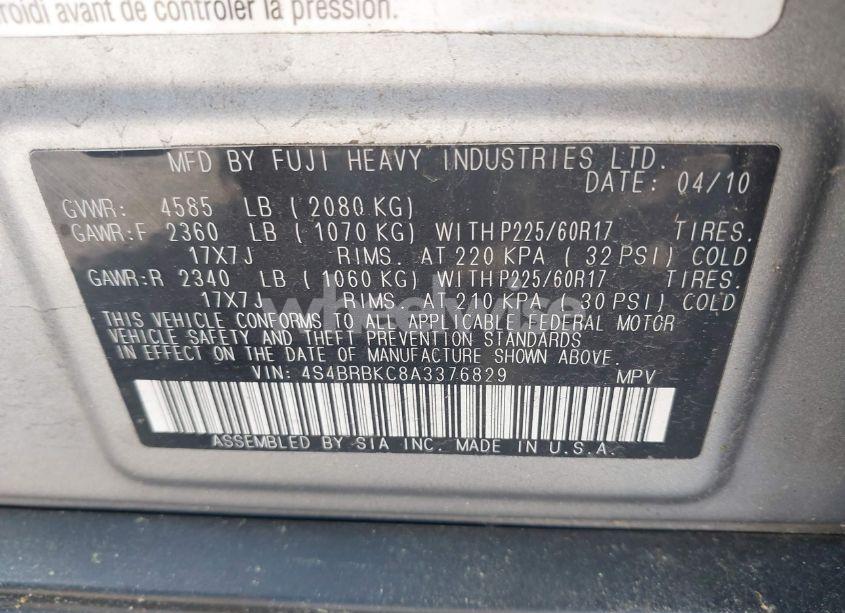 roidi avant de contrôler la pression.
MFD BY FUJI HEAVY INDUSTRIES LTD.
DATE: 04/10
GVWR: 4585 LB ( 2080 KG)
GAWR:F 2360 LB ( 1070 KG) WITH P225/60R17 TIRES.
17X7J RIMS. AT 220 KPA ( 32 PSI) COLD
GAWR:R 2340 LB ( 1060 KG) WITH P225/60R17 TIRES.
17X7J RIMS. AT 210 KPA ( 30 PSI) COLD
wheelwise
THIS VEHICLE CONFORMS TO ALL APPLICABLE FEDERAL MOTOR
VEHICLE SAFETY AND THEFT PREVENTION STANDARDS
IN EFFECT ON THE DATE OF MANUFACTURE SHOWN ABOVE.
VIN: 4S4BRBKC8A3376829 MPV
ASSEMBLED BY SIA INC. MADE IN U.S.A.